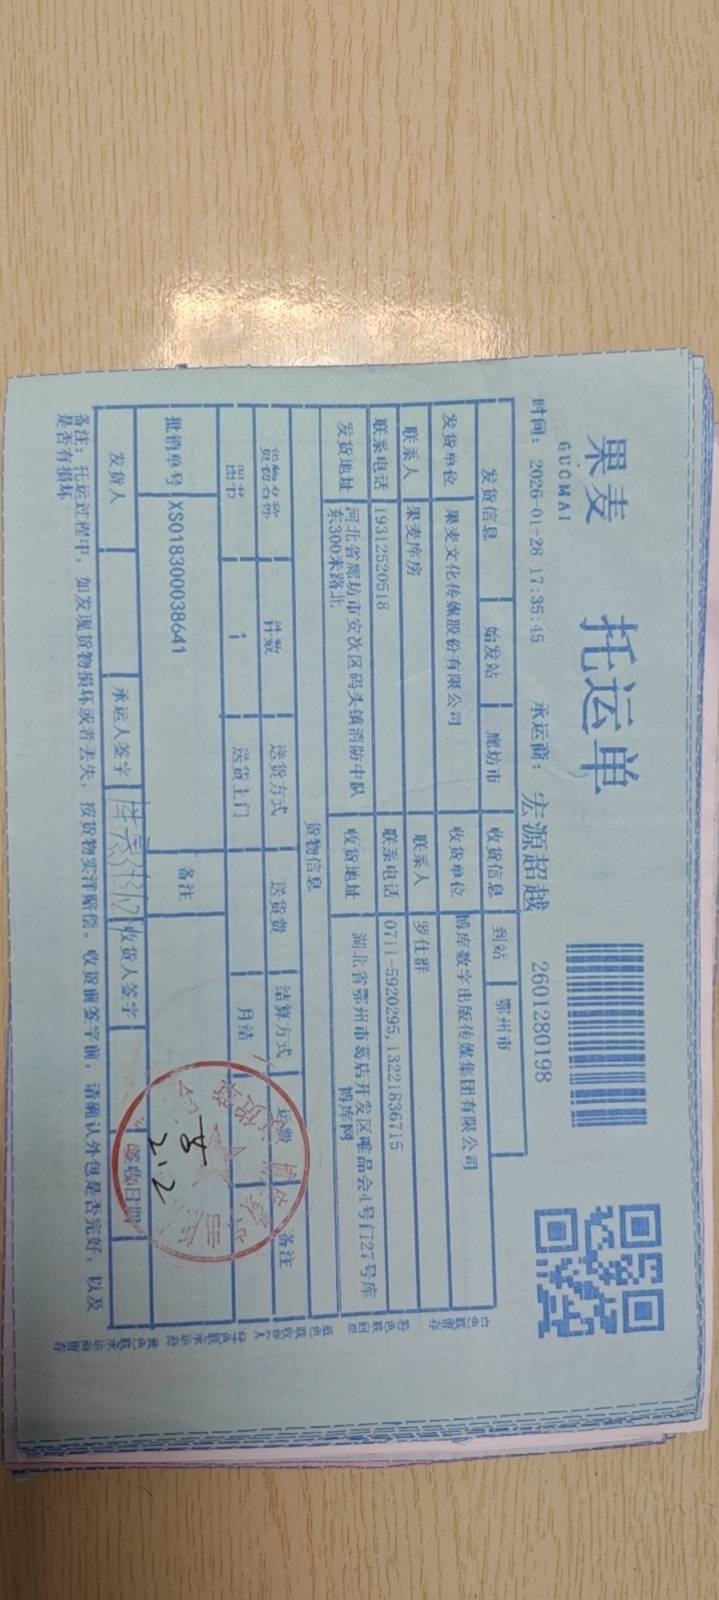 果麦
GUOMAI
托运单
时间： 2026-01-28 17:35:45 承运商： 宏源超越 2601280198
发货信息 始发站 廊坊市 收货信息 到站 鄂州市
发货单位 果麦文化传媒股份有限公司 收货单位 博库数字出版传媒集团有限公司
联系人 果麦库房 联系人 罗仕群
联系电话 19312520518 联系电话 0711-5920295,13221836715
发货地址 河北省廊坊市安次区码头镇消防中队东300米路北 收货地址 湖北省鄂州市葛店开发区唯品会4号门27号库博库网
货物信息
货物名称 件数 送货方式 送货费 结算方式 运费 备注
图书 1 送货上门 月结
批销单号 XS018300038641 备注
发货人 承运人签字 收货人签字 签收日期
2.2
备注：托运过程中，如发现货物损坏或者丢失，按货物实洋赔偿。收货前签字前，请确认外包是否完好，以及
是否有损坏